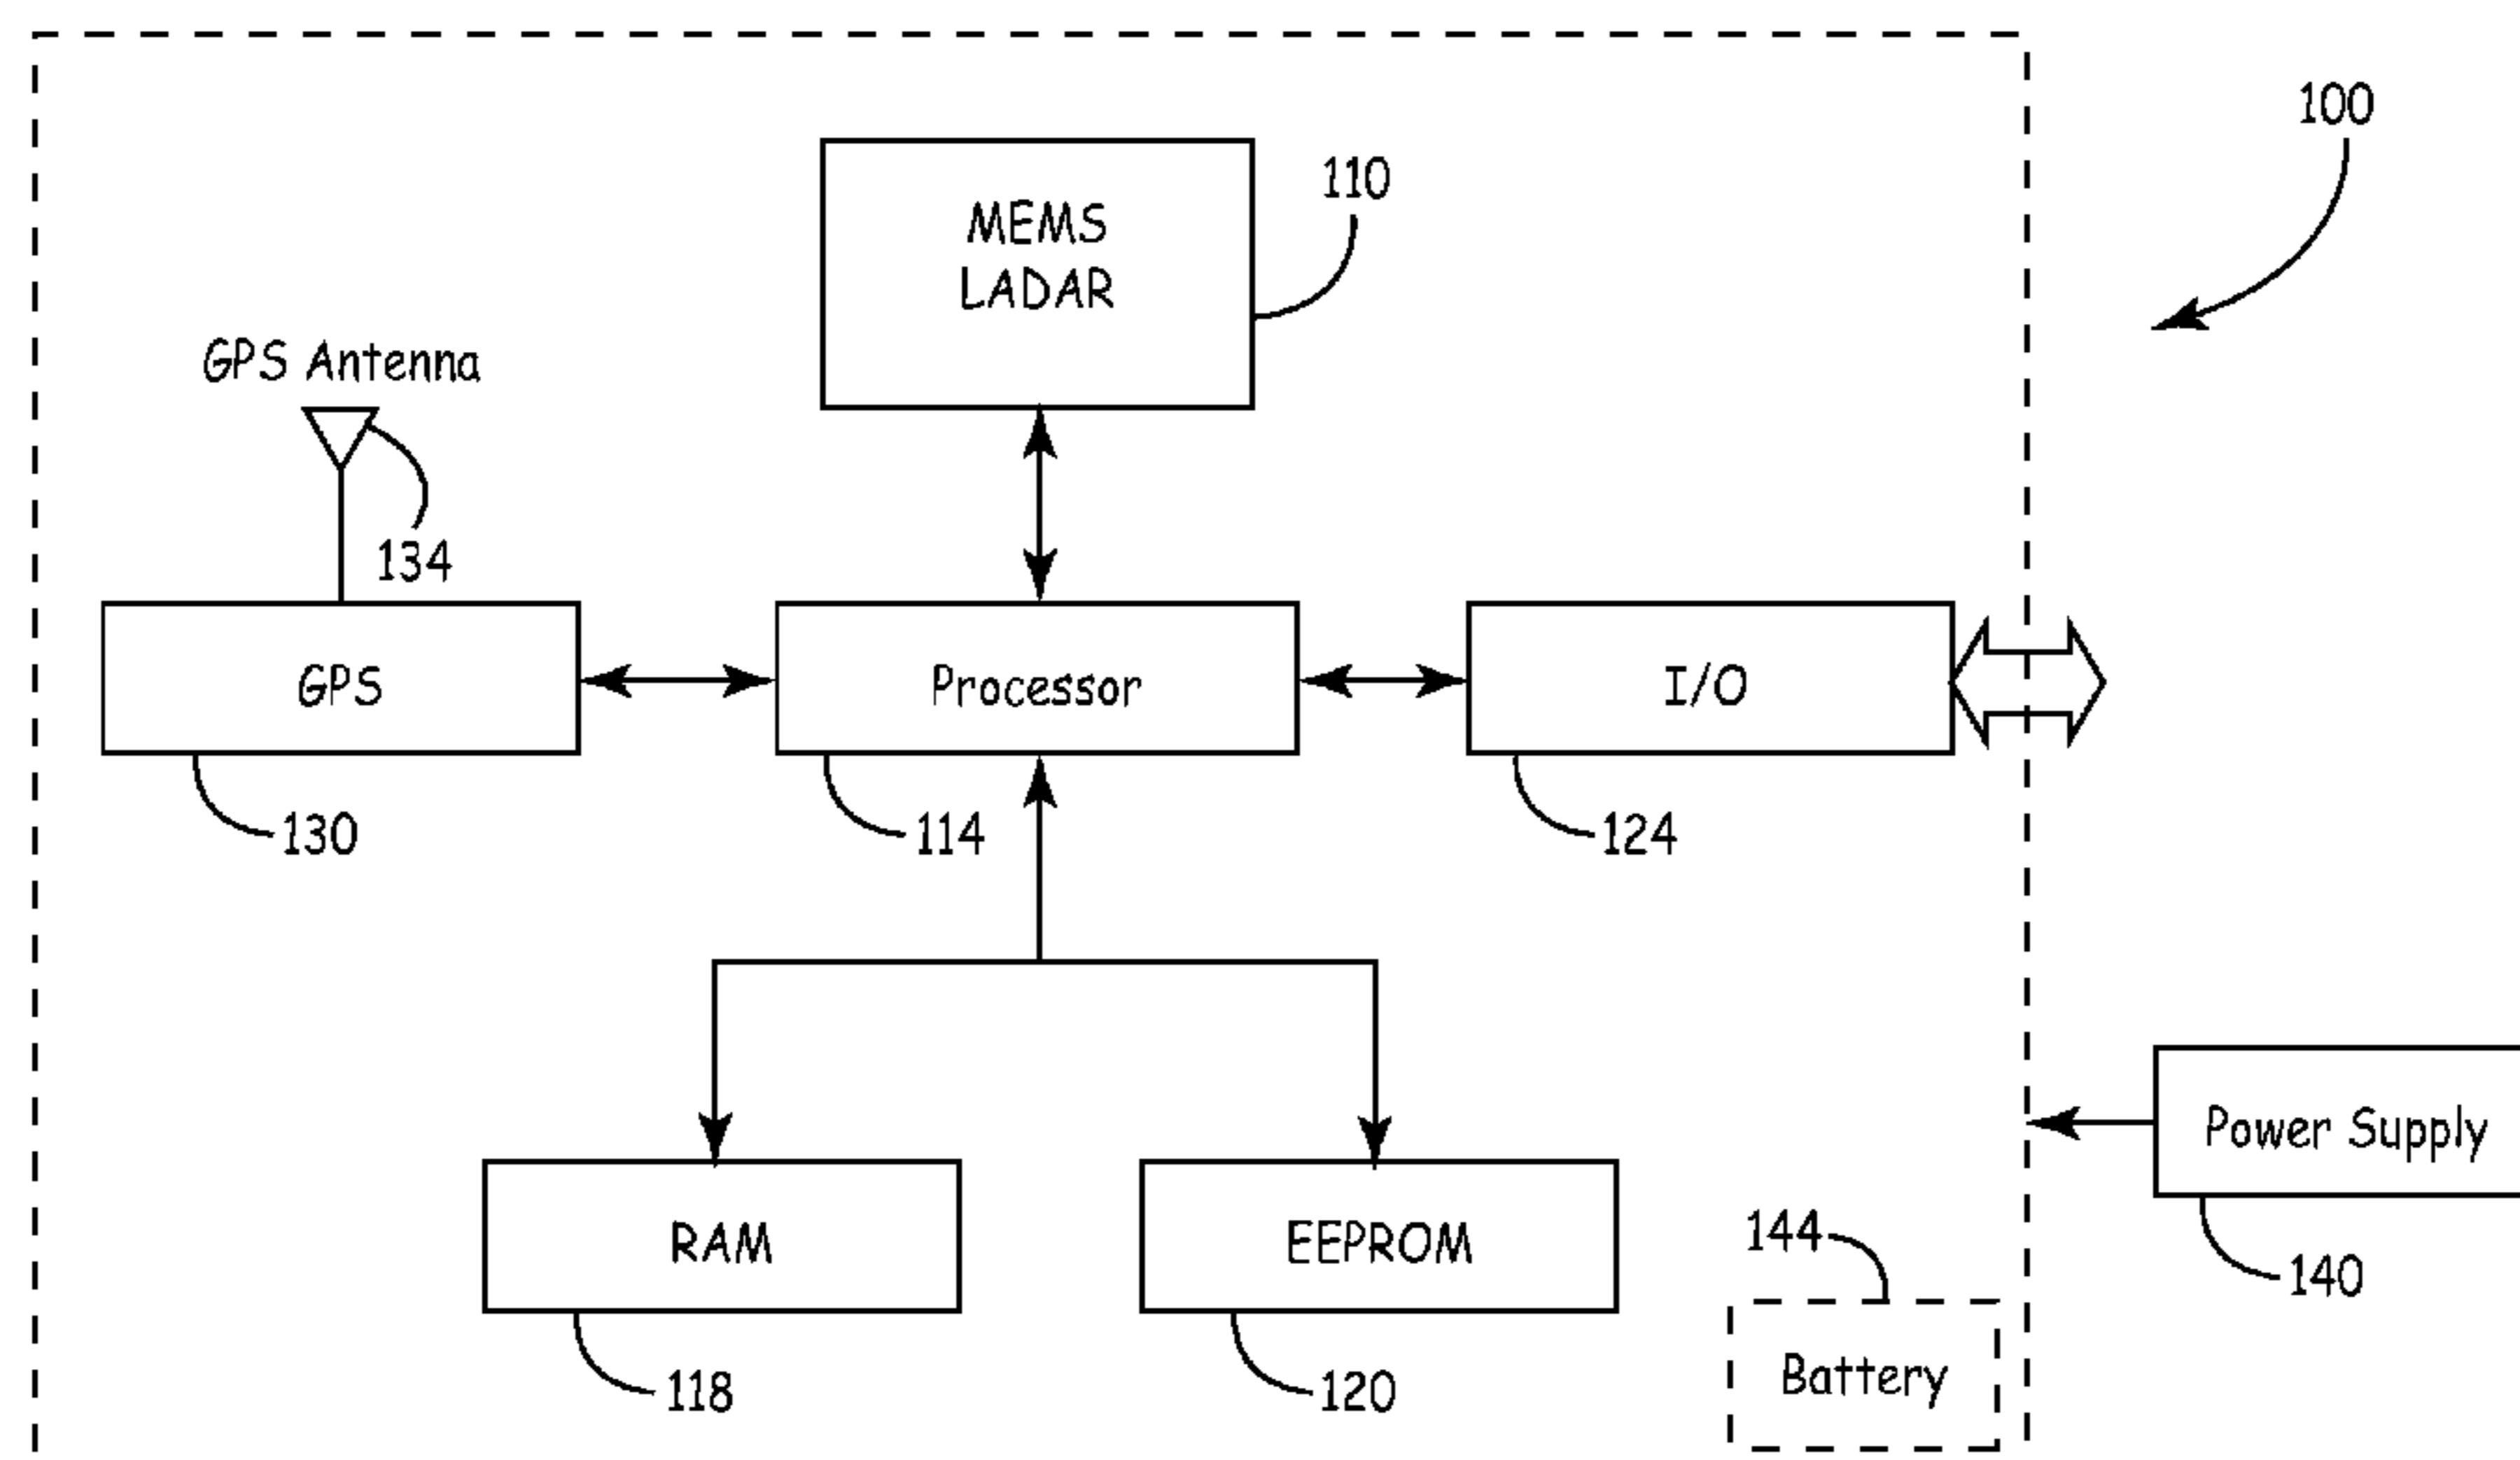 100
110
MEMS
LADAR
GPS Antenna
134
GPS
Processor
I/O
130
114
124
Power Supply
RAM
EEPROM
144
140
Battery
118
120